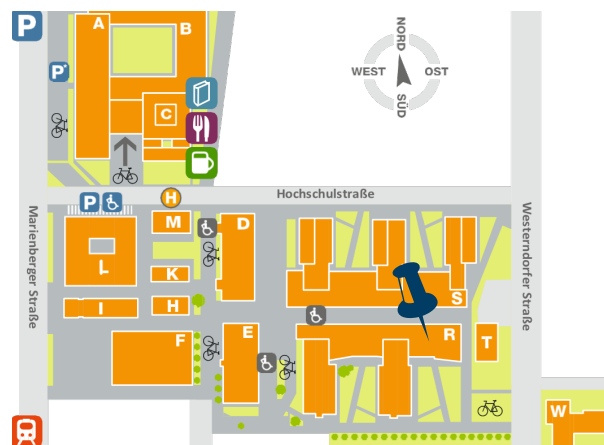 P
A
B
P*
C
NORD
WEST
OST
SÜD
P
H
Hochschulstraße
Marienberger Straße
Westerndorfer Straße
M
D
L
K
S
I
H
F
E
R
T
W